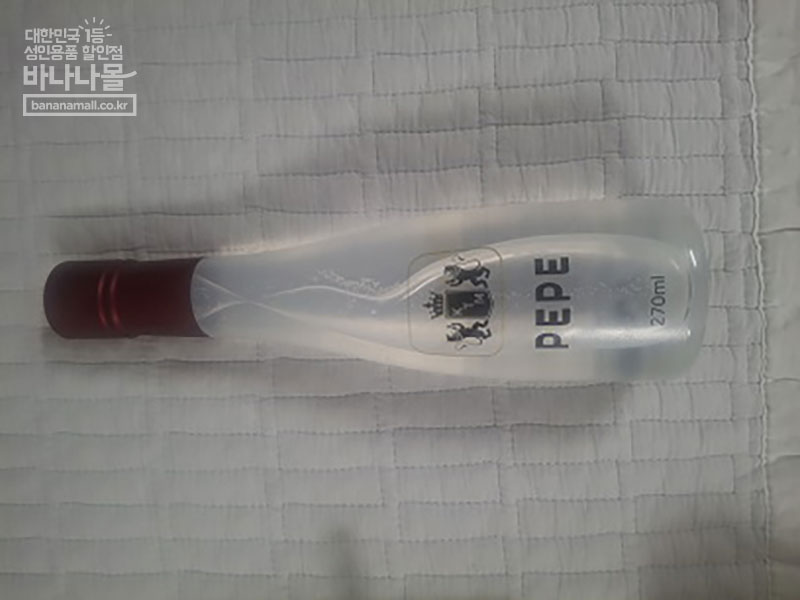 대한민국 1등
성인용품 할인점
바나나몰
bananamall.co.kr
PEPE
270ml